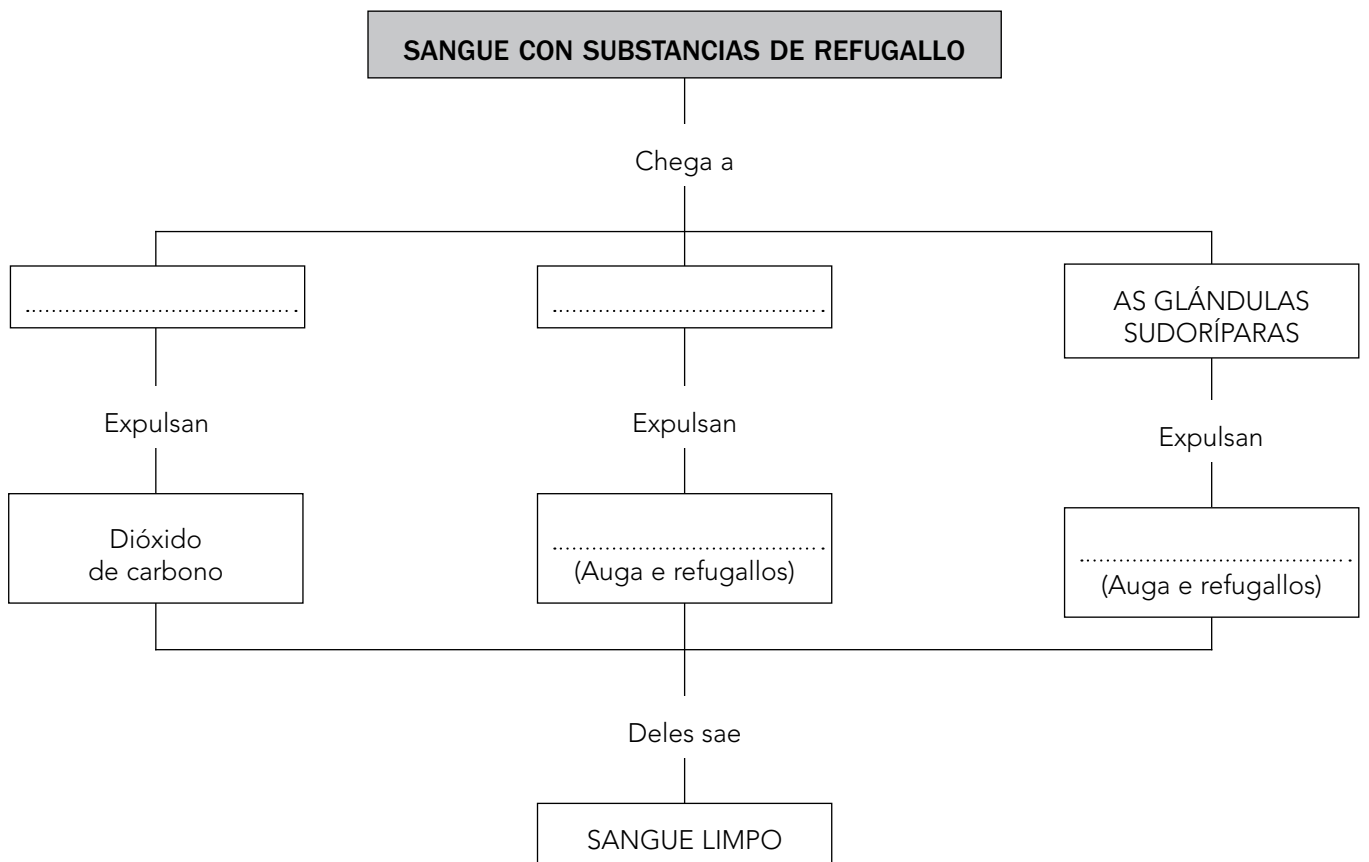 SANGUE CON SUBSTANCIAS DE REFUGALLO
Chega a
........................................
........................................
AS GLÁNDULAS
SUDORÍPARAS
Expulsan
Expulsan
Expulsan
Dióxido
de carbono
........................................
(Auga e refugallos)
........................................
(Auga e refugallos)
Deles sae
SANGUE LIMPO